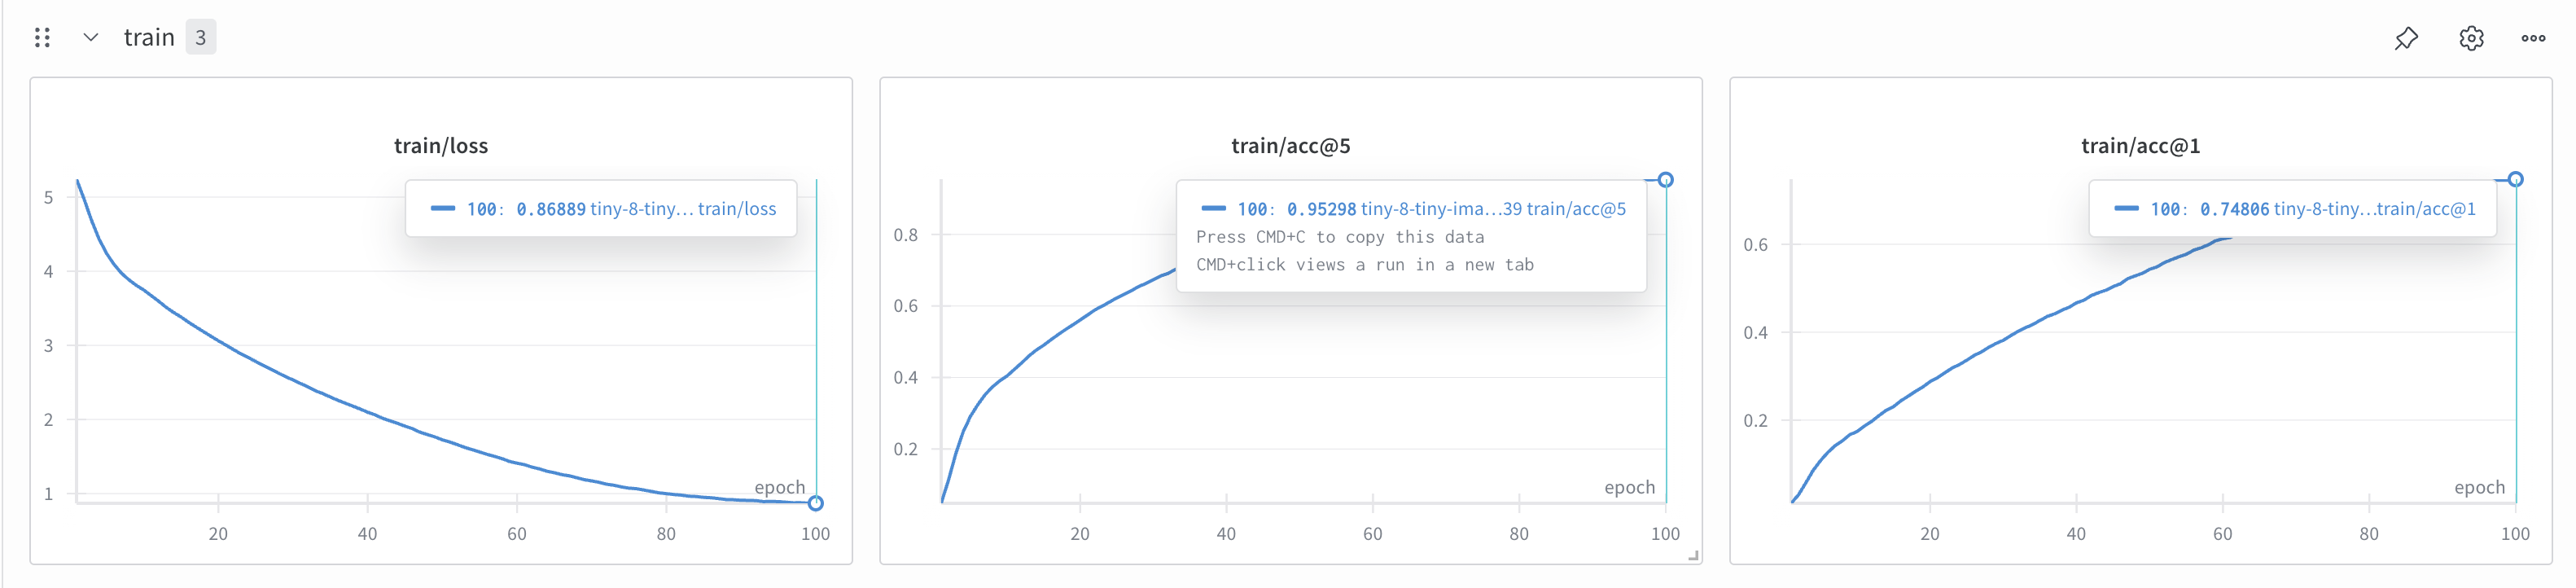 train 3
train/loss
5
4
3
2
1
100: 0.86889 tiny-8-tiny... train/loss
epoch
20 40 60 80 100
train/acc@5
0.8
0.6
0.4
0.2
100: 0.95298 tiny-8-tiny-ima...39 train/acc@5
Press CMD+C to copy this data
CMD+click views a run in a new tab
epoch
20 40 60 80 100
train/acc@1
0.6
0.4
0.2
100: 0.74806 tiny-8-tiny...train/acc@1
epoch
20 40 60 80 100